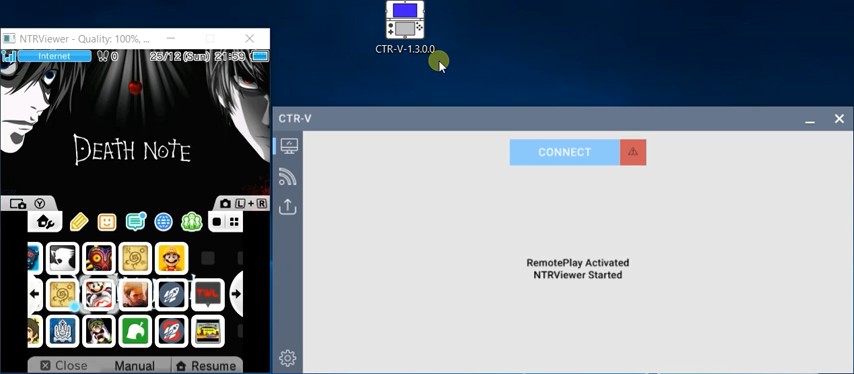 NTRViewer - Quality: 100%, ...
Internet
0
25/12 (Sun) 21:59
DEATH NOTE
Y
L + R
Close
Manual
Resume
CTR-V-1.3.0.0
CTR-V
CONNECT
RemotePlay Activated
NTRViewer Started